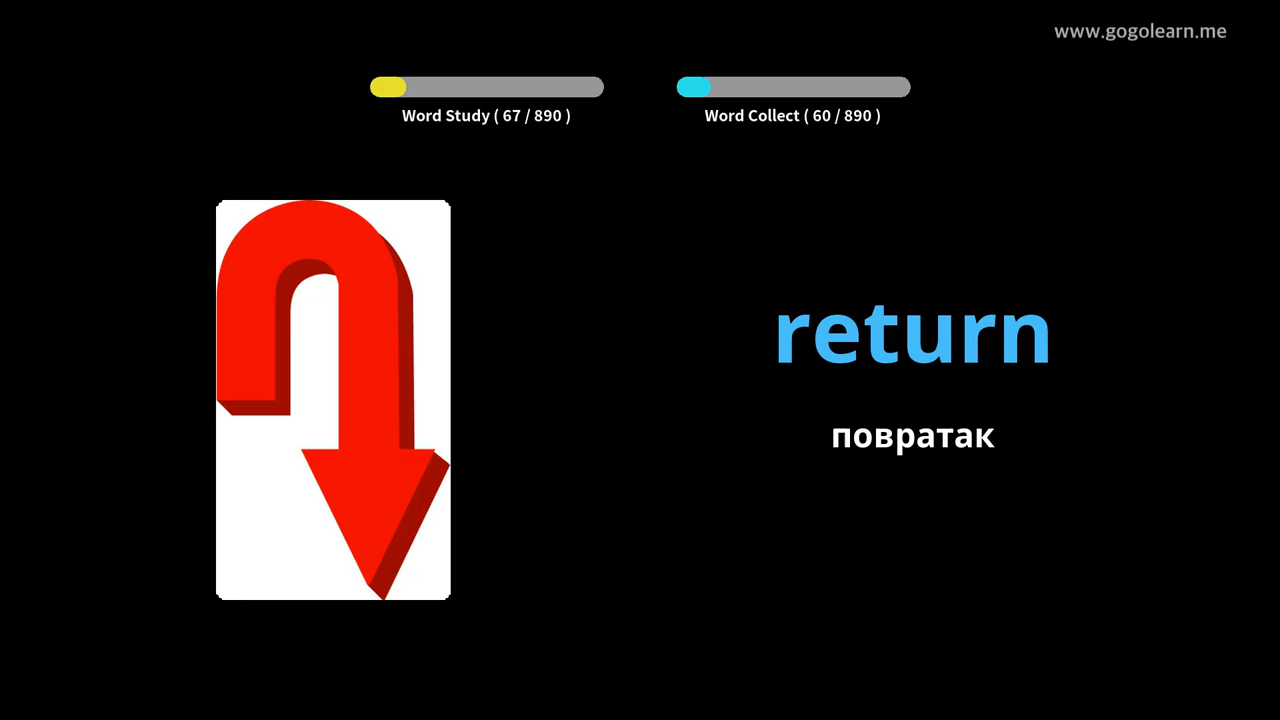 www.gogolearn.me
Word Study ( 67 / 890 )
Word Collect ( 60 / 890 )
return
повратак